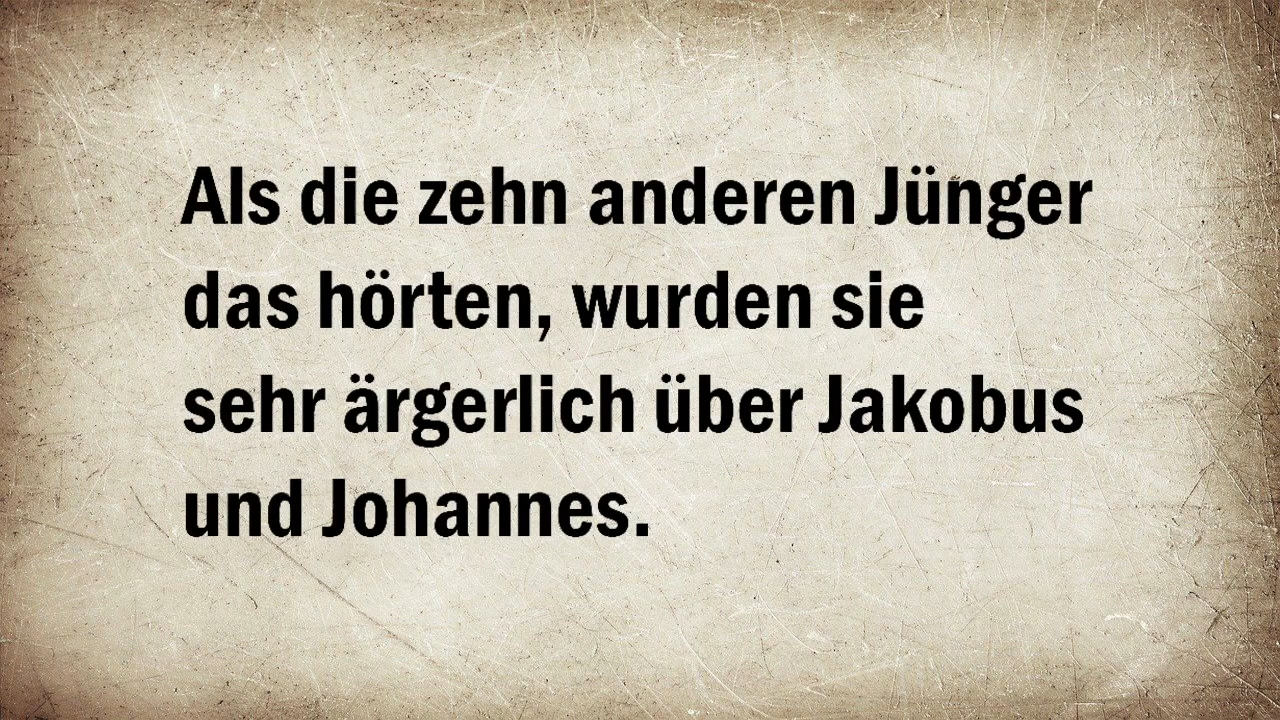 Als die zehn anderen Jünger
das hörten, wurden sie
sehr ärgerlich über Jakobus
und Johannes.